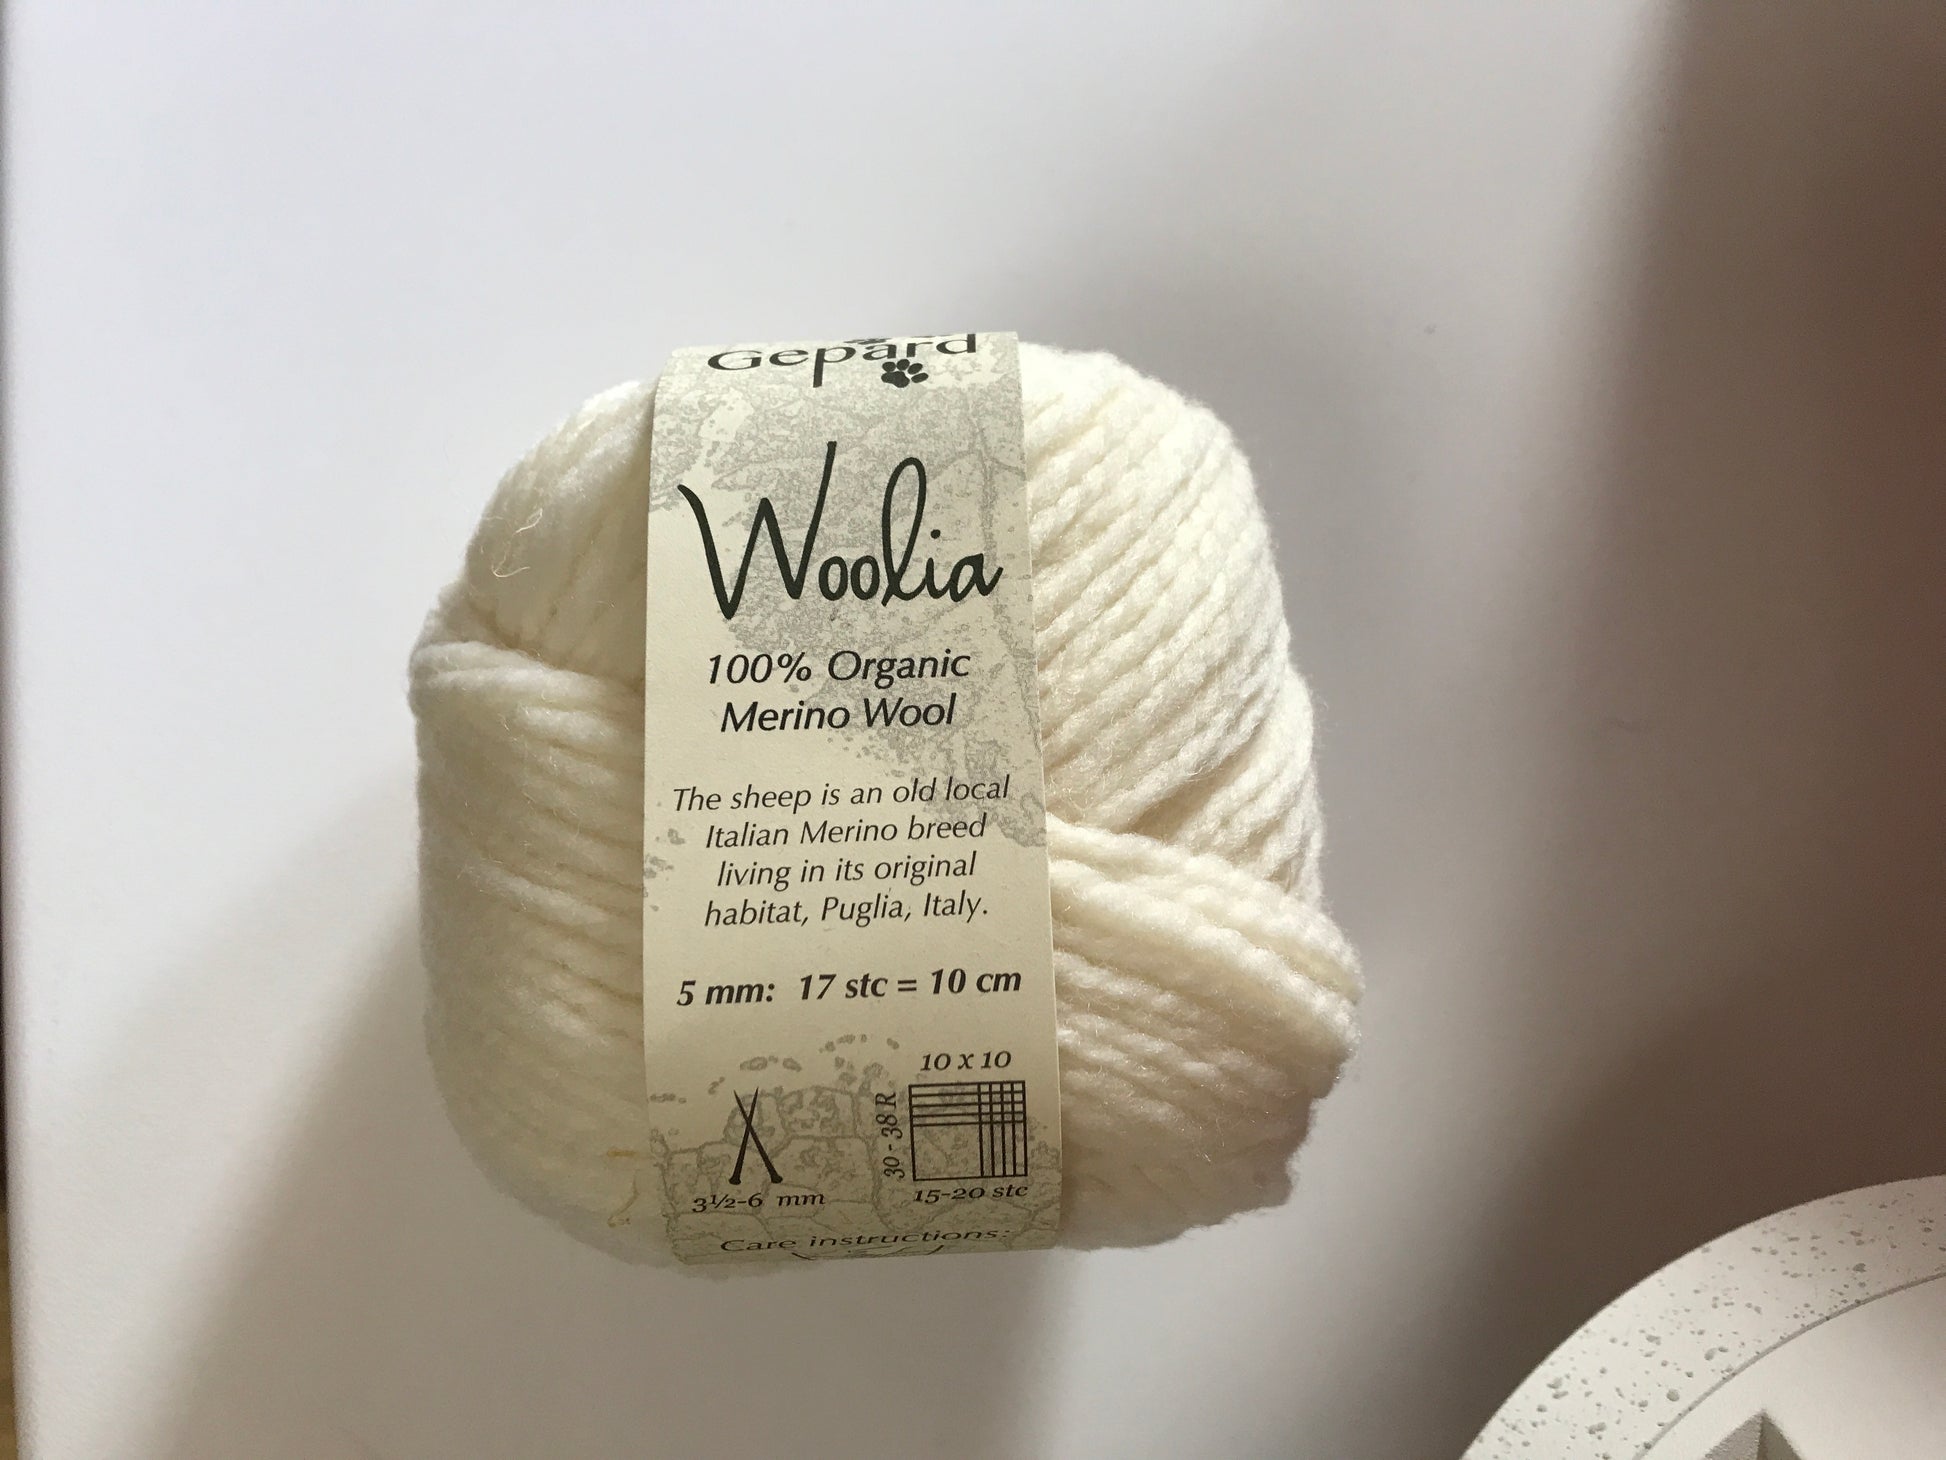 Gepard
Woolia
100% Organic
Merino Wool
The sheep is an old local
Italian Merino breed
living in its original
habitat, Puglia, Italy.
5 mm: 17 stc = 10 cm
10 x 10
30 - 38 R
3½-6 mm
15-20 stc
Care instructions: